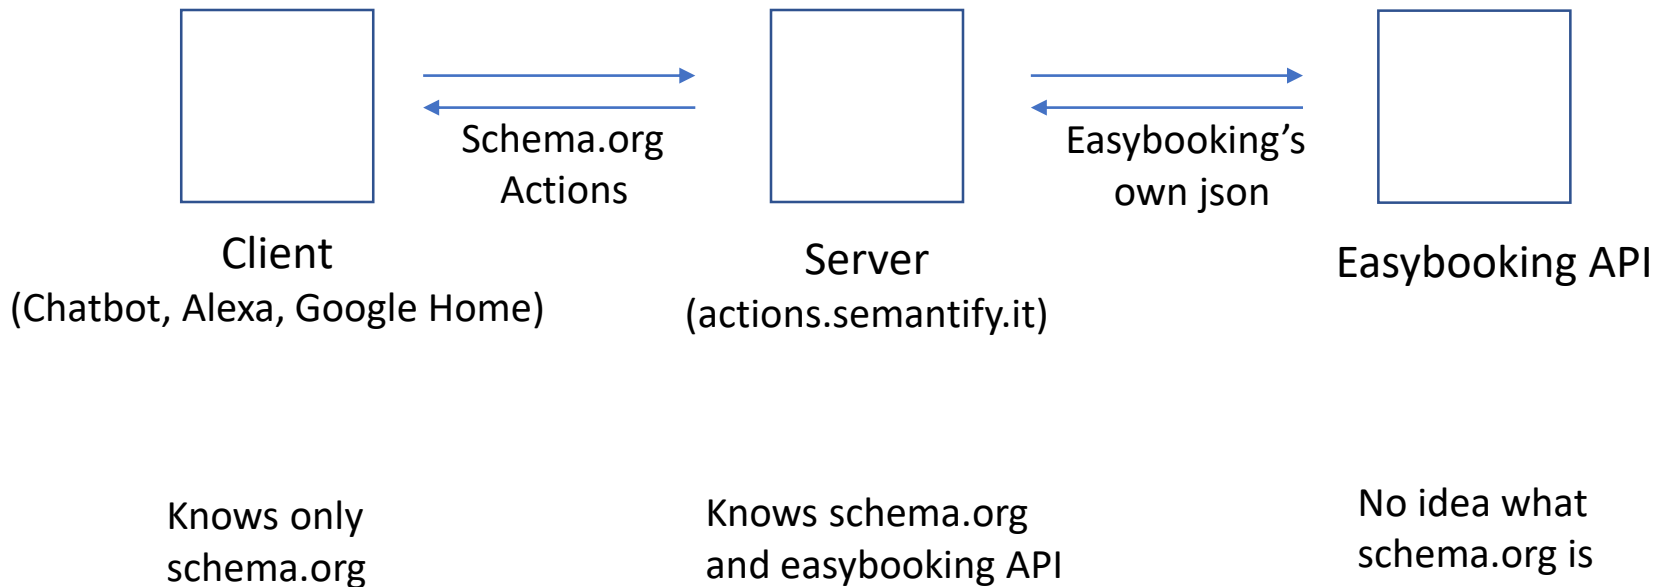 Schema.org
Actions
Easybooking’s
own json
Client
(Chatbot, Alexa, Google Home)
Server
(actions.semantify.it)
Easybooking API
Knows only
schema.org
Knows schema.org
and easybooking API
No idea what
schema.org is